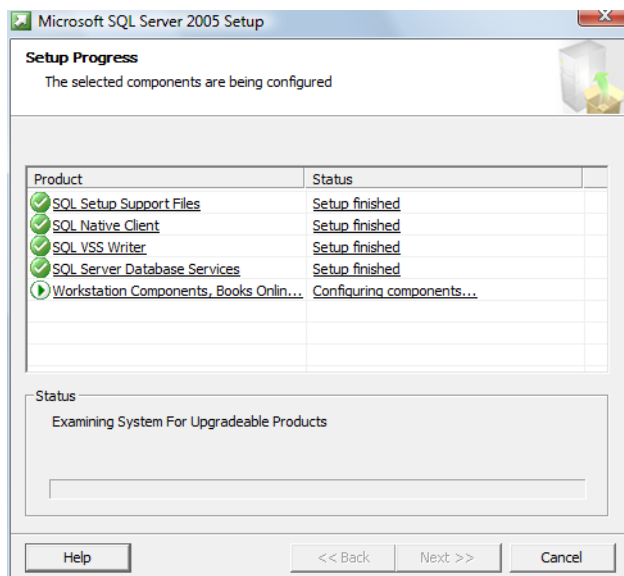 Microsoft SQL Server 2005 Setup
Setup Progress
The selected components are being configured
Product Status
SQL Setup Support Files Setup finished
SQL Native Client Setup finished
SQL VSS Writer Setup finished
SQL Server Database Services Setup finished
Workstation Components, Books Onlin... Configuring components...
Status
Examining System For Upgradeable Products
Help << Back Next >> Cancel